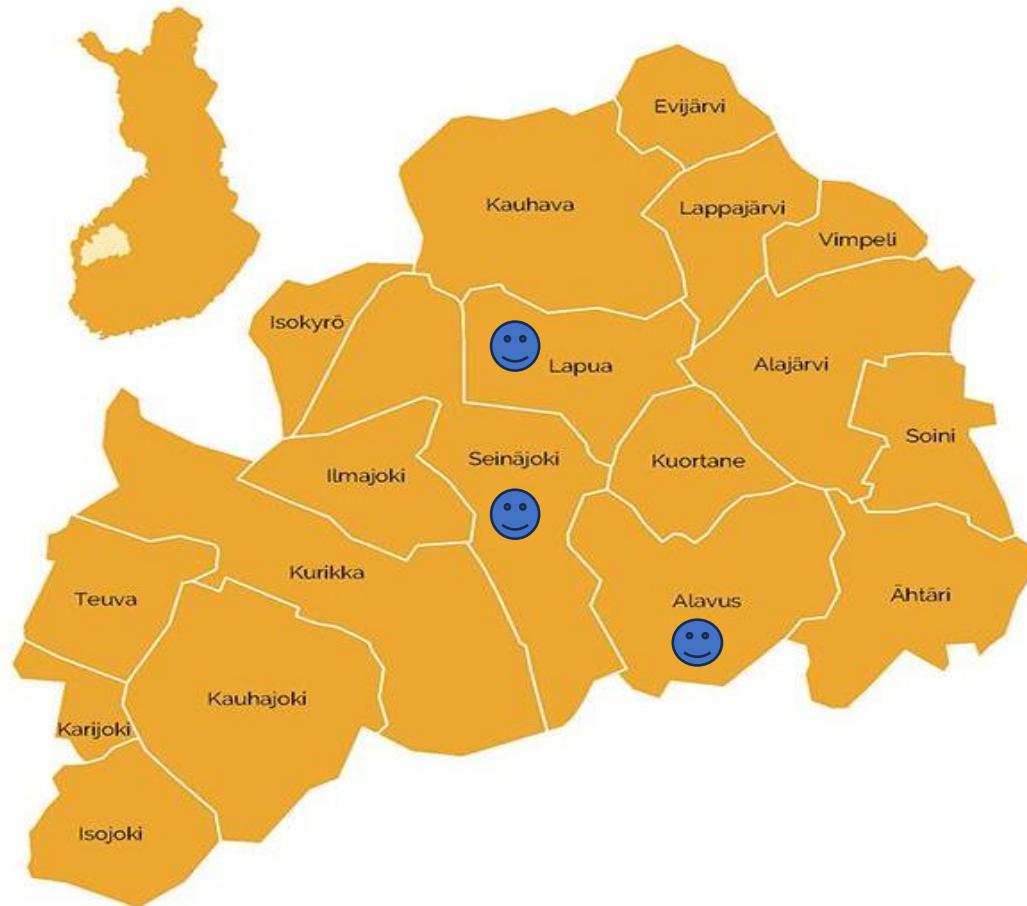 Evijärvi
Kauhava
Lappajärvi
Vimpeli
Isokyrö
Lapua
Alajärvi
Soini
Seinäjoki
Kuortane
Ilmajoki
Kurikka
Teuva
Alavus
Ähtäri
Kauhajoki
Karijoki
Isojoki